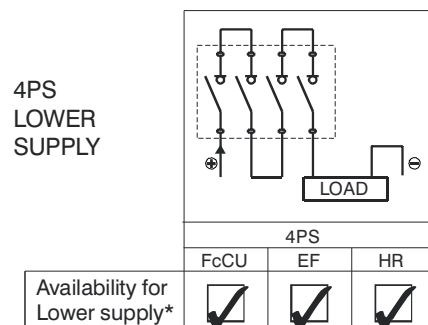 4PS
LOWER
SUPPLY
⊕
⊖
LOAD
4PS
FcCU EF HR
Availability for
Lower supply*